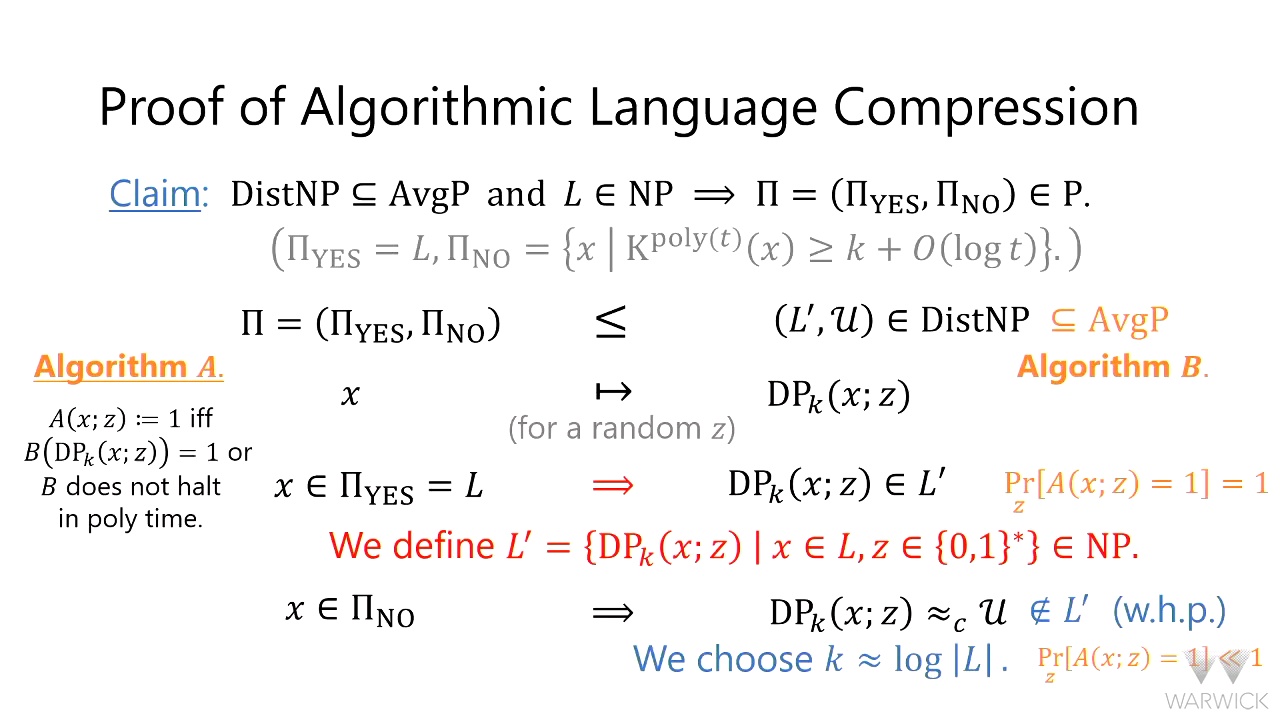 Proof of Algorithmic Language Compression
Claim: DistNP ⊆ AvgP and L ∈ NP ⟹ Π = (Π_YES, Π_NO) ∈ P.
(Π_YES = L, Π_NO = {x | K^poly(t)(x) ≥ k + O(log t)}.)
Π = (Π_YES, Π_NO) ≤ (L′, 𝒰) ∈ DistNP ⊆ AvgP
Algorithm A.
Algorithm B.
x ↦ DP_k(x; z)
(for a random z)
A(x; z) ≔ 1 iff
B(DP_k(x; z)) = 1 or
B does not halt
in poly time.
x ∈ Π_YES = L ⟹ DP_k(x; z) ∈ L′ Pr_z[A(x; z) = 1] = 1
We define L′ = {DP_k(x; z) | x ∈ L, z ∈ {0,1}*} ∈ NP.
x ∈ Π_NO ⟹ DP_k(x; z) ≈_c 𝒰 ∉ L′ (w.h.p.)
We choose k ≈ log|L|. Pr_z[A(x; z) = 1] ≪ 1
WARWICK